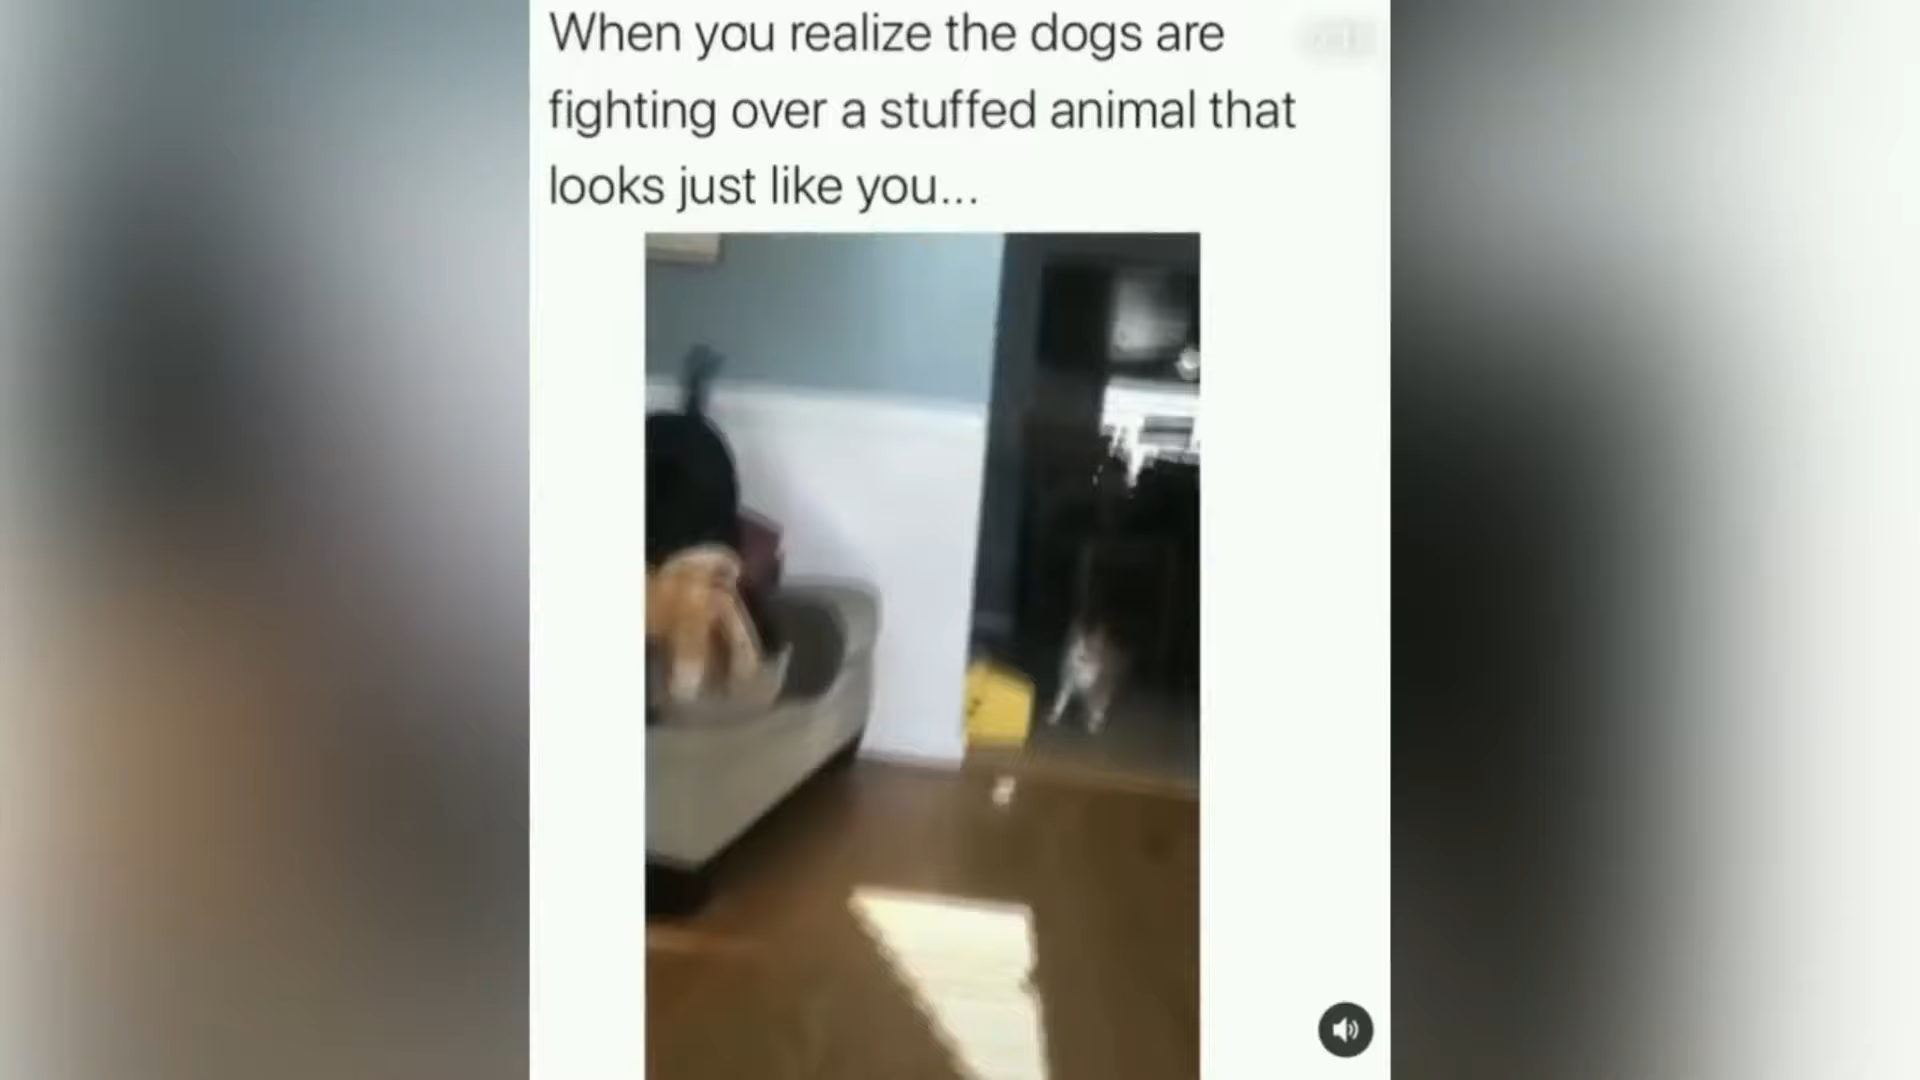 When you realize the dogs are
fighting over a stuffed animal that
looks just like you...